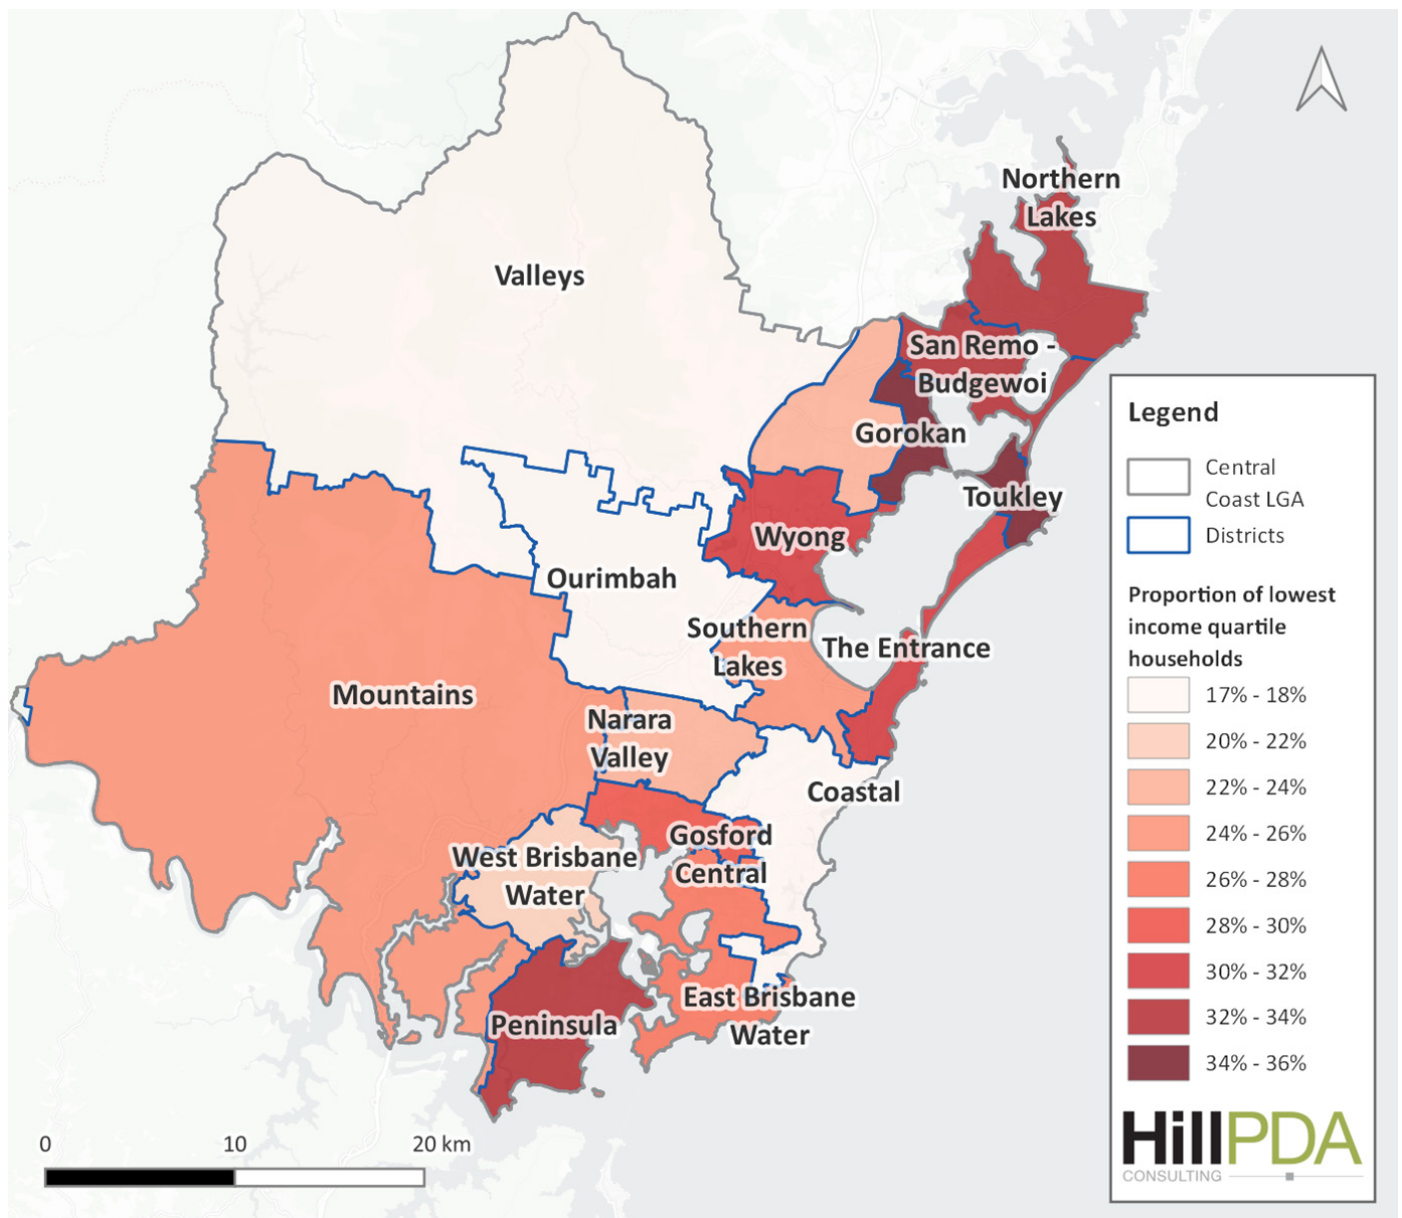 Northern
Lakes
Valleys
San Remo -
Budgewoi
Gorokan
Toukley
Wyong
Ourimbah
Southern
Lakes
The Entrance
Mountains
Narara
Valley
Coastal
Gosford
Central
West Brisbane
Water
East Brisbane
Water
Peninsula
0 10 20 km
Legend
Central
Coast LGA
Districts
Proportion of lowest
income quartile
households
17% - 18%
20% - 22%
22% - 24%
24% - 26%
26% - 28%
28% - 30%
30% - 32%
32% - 34%
34% - 36%
HillPDA
CONSULTING